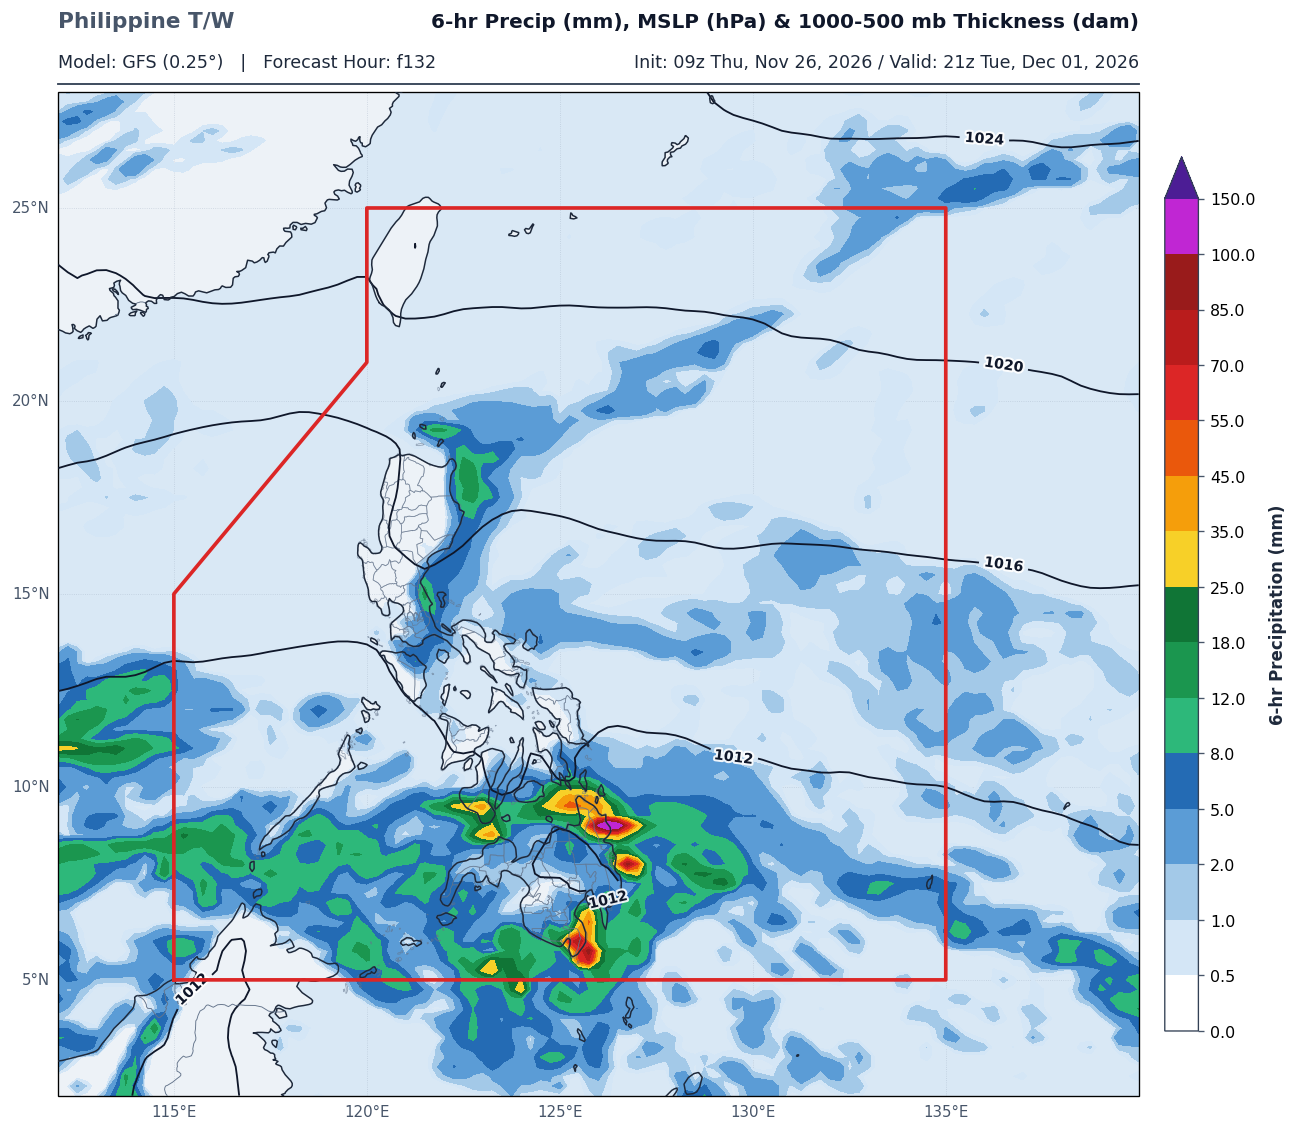 Philippine T/W
6-hr Precip (mm), MSLP (hPa) & 1000-500 mb Thickness (dam)
Model: GFS (0.25°) | Forecast Hour: f132
Init: 09z Thu, Nov 26, 2026 / Valid: 21z Tue, Dec 01, 2026
1024
1020
1016
1012
1012
1012
25°N
20°N
15°N
10°N
5°N
115°E
120°E
125°E
130°E
135°E
150.0
100.0
85.0
70.0
55.0
45.0
35.0
25.0
18.0
12.0
8.0
5.0
2.0
1.0
0.5
0.0
6-hr Precipitation (mm)